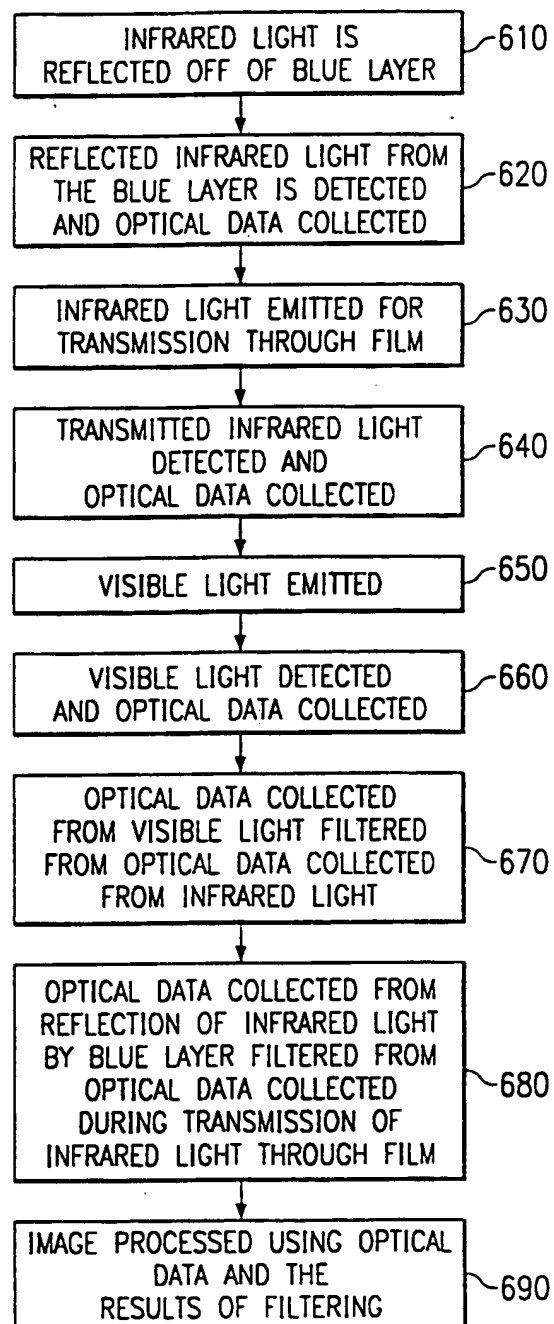 INFRARED LIGHT IS
REFLECTED OFF OF BLUE LAYER
610
REFLECTED INFRARED LIGHT FROM
THE BLUE LAYER IS DETECTED
AND OPTICAL DATA COLLECTED
620
INFRARED LIGHT EMITTED FOR
TRANSMISSION THROUGH FILM
630
TRANSMITTED INFRARED LIGHT
DETECTED AND
OPTICAL DATA COLLECTED
640
VISIBLE LIGHT EMITTED
650
VISIBLE LIGHT DETECTED
AND OPTICAL DATA COLLECTED
660
OPTICAL DATA COLLECTED
FROM VISIBLE LIGHT FILTERED
FROM OPTICAL DATA COLLECTED
FROM INFRARED LIGHT
670
OPTICAL DATA COLLECTED FROM
REFLECTION OF INFRARED LIGHT
BY BLUE LAYER FILTERED FROM
OPTICAL DATA COLLECTED
DURING TRANSMISSION OF
INFRARED LIGHT THROUGH FILM
680
IMAGE PROCESSED USING OPTICAL
DATA AND THE
RESULTS OF FILTERING
690